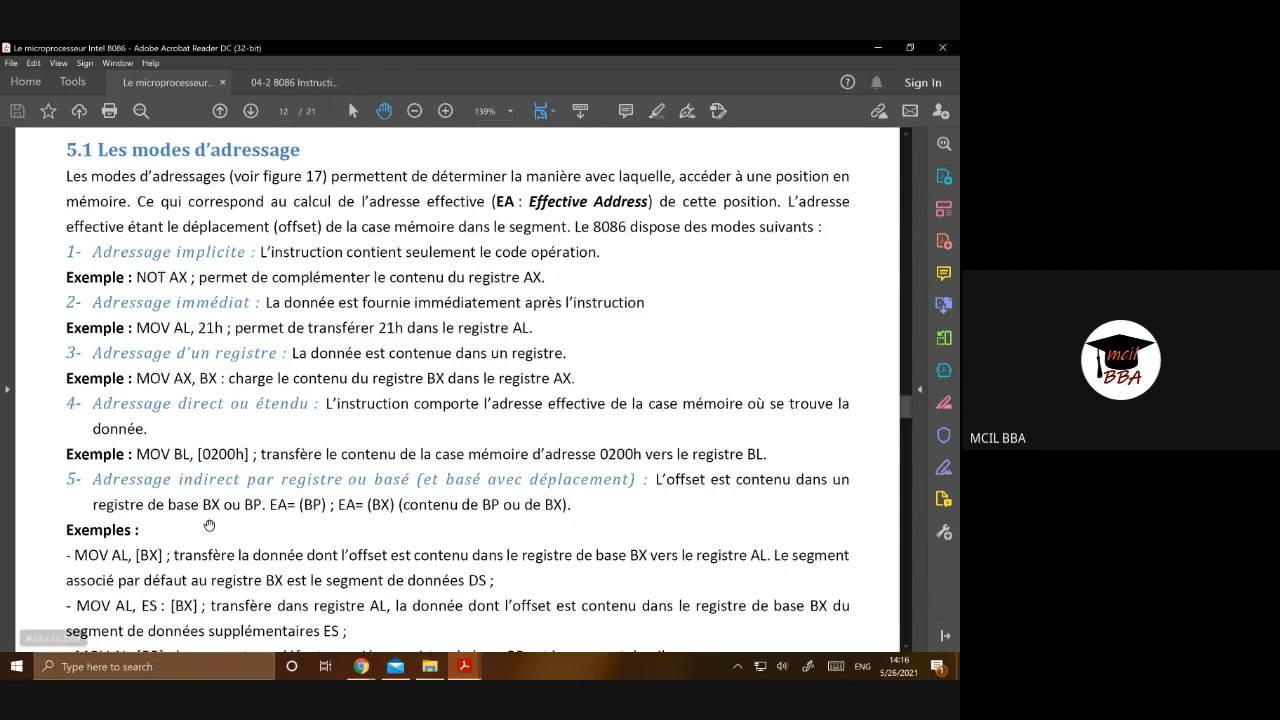 Le microprocesseur Intel 8086 - Adobe Acrobat Reader DC (32-bit)
File Edit View Sign Window Help
Home Tools Le microprocesseur... × 04-2 8086 Instructi... Sign In
12 / 21 139%
5.1 Les modes d’adressage
Les modes d’adressages (voir figure 17) permettent de déterminer la manière avec laquelle, accéder à une position en
mémoire. Ce qui correspond au calcul de l’adresse effective (EA : Effective Address) de cette position. L’adresse
effective étant le déplacement (offset) de la case mémoire dans le segment. Le 8086 dispose des modes suivants :
1- Adressage implicite : L’instruction contient seulement le code opération.
Exemple : NOT AX ; permet de complémenter le contenu du registre AX.
2- Adressage immédiat : La donnée est fournie immédiatement après l’instruction
Exemple : MOV AL, 21h ; permet de transférer 21h dans le registre AL.
3- Adressage d’un registre : La donnée est contenue dans un registre.
Exemple : MOV AX, BX : charge le contenu du registre BX dans le registre AX.
4- Adressage direct ou étendu : L’instruction comporte l’adresse effective de la case mémoire où se trouve la
donnée.
Exemple : MOV BL, [0200h] ; transfère le contenu de la case mémoire d’adresse 0200h vers le registre BL.
5- Adressage indirect par registre ou basé (et basé avec déplacement) : L’offset est contenu dans un
registre de base BX ou BP. EA= (BP) ; EA= (BX) (contenu de BP ou de BX).
Exemples :
- MOV AL, [BX] ; transfère la donnée dont l’offset est contenu dans le registre de base BX vers le registre AL. Le segment
associé par défaut au registre BX est le segment de données DS ;
- MOV AL, ES : [BX] ; transfère dans registre AL, la donnée dont l’offset est contenu dans le registre de base BX du
segment de données supplémentaires ES ;
Type here to search
ENG
14:16
5/26/2021
mcil
BBA
MCIL BBA